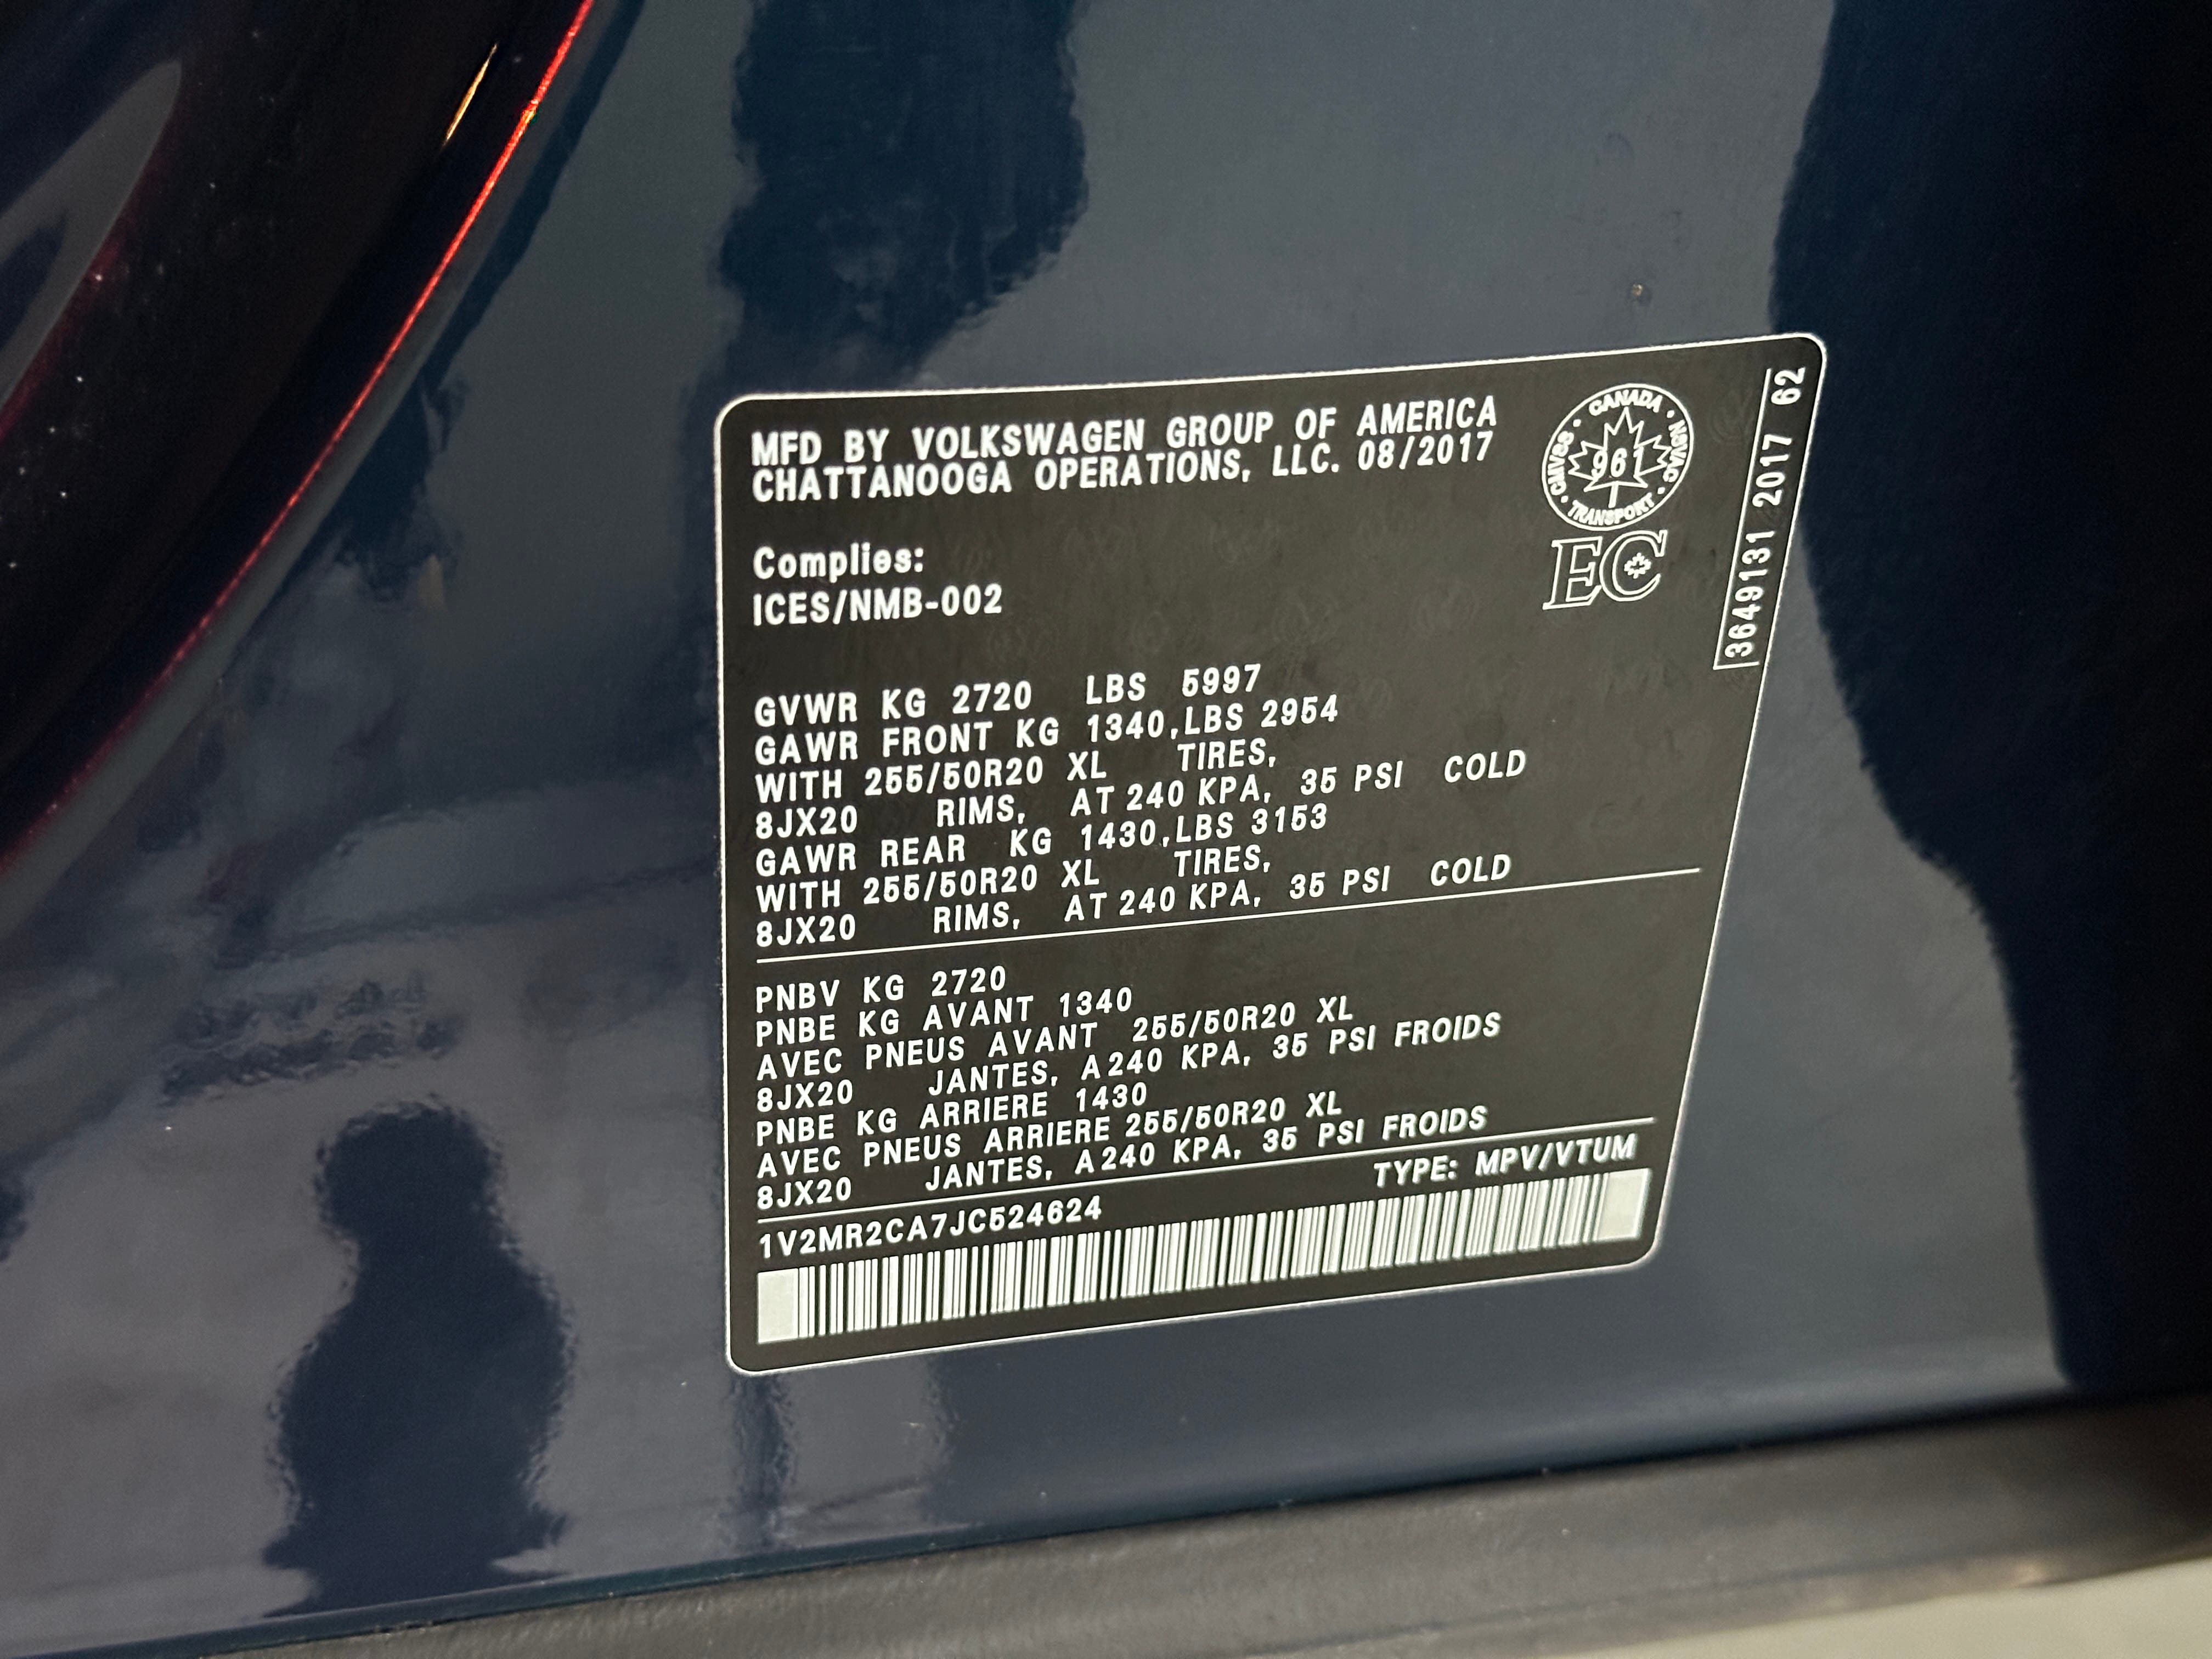 MFD BY VOLKSWAGEN GROUP OF AMERICA
CHATTANOOGA OPERATIONS, LLC. 08/2017
CANADA
CMVSS · NSVAC
961
TRANSPORT
EC
3649131 2017 62
Complies:
ICES/NMB-002
GVWR KG 2720 LBS 5997
GAWR FRONT KG 1340,LBS 2954
WITH 255/50R20 XL TIRES,
8JX20 RIMS, AT 240 KPA, 35 PSI COLD
GAWR REAR KG 1430,LBS 3153
WITH 255/50R20 XL TIRES,
8JX20 RIMS, AT 240 KPA, 35 PSI COLD
PNBV KG 2720
PNBE KG AVANT 1340
AVEC PNEUS AVANT 255/50R20 XL
8JX20 JANTES, A 240 KPA, 35 PSI FROIDS
PNBE KG ARRIERE 1430
AVEC PNEUS ARRIERE 255/50R20 XL
8JX20 JANTES, A 240 KPA, 35 PSI FROIDS
TYPE: MPV/VTUM
1V2MR2CA7JC524624